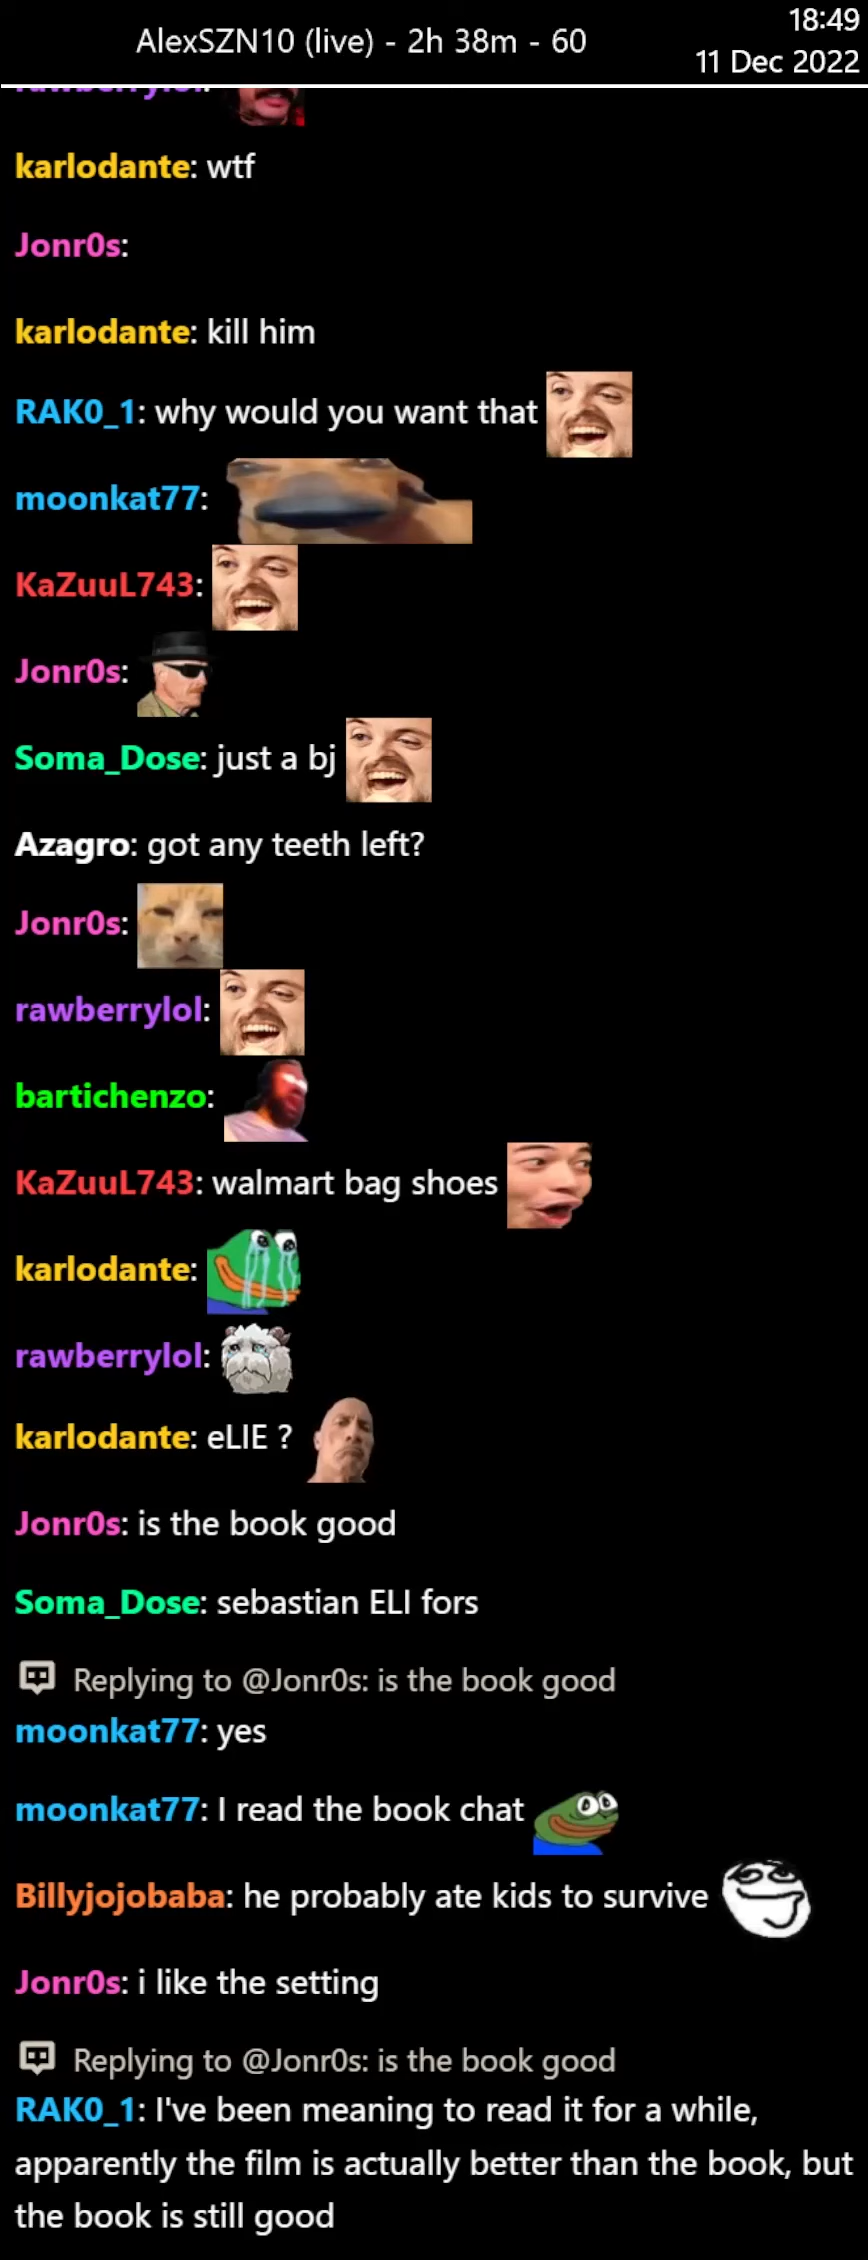 AlexSZN10 (live) - 2h 38m - 60
18:49
11 Dec 2022
rawberrylol:
karlodante: wtf
Jonr0s:
karlodante: kill him
RAK0_1: why would you want that
moonkat77:
KaZuuL743:
Jonr0s:
Soma_Dose: just a bj
Azagro: got any teeth left?
Jonr0s:
rawberrylol:
bartichenzo:
KaZuuL743: walmart bag shoes
karlodante:
rawberrylol:
karlodante: eLIE ?
Jonr0s: is the book good
Soma_Dose: sebastian ELI fors
Replying to @Jonr0s: is the book good
moonkat77: yes
moonkat77: I read the book chat
Billyjojobaba: he probably ate kids to survive
Jonr0s: i like the setting
Replying to @Jonr0s: is the book good
RAK0_1: I've been meaning to read it for a while,
apparently the film is actually better than the book, but
the book is still good